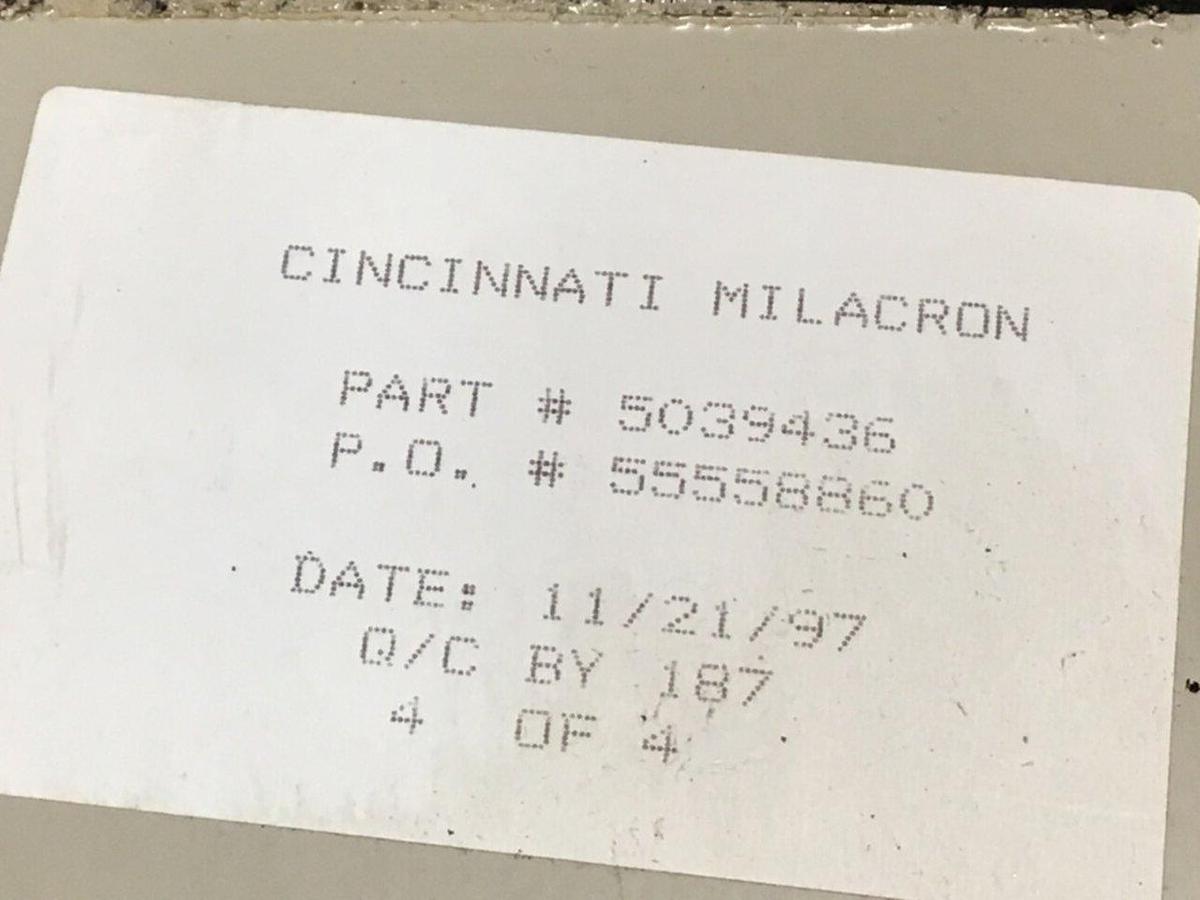 CINCINNATI MILACRON
PART # 5039436
P.O. # 55558860
DATE: 11/21/97
Q/C BY 187
4 OF 4